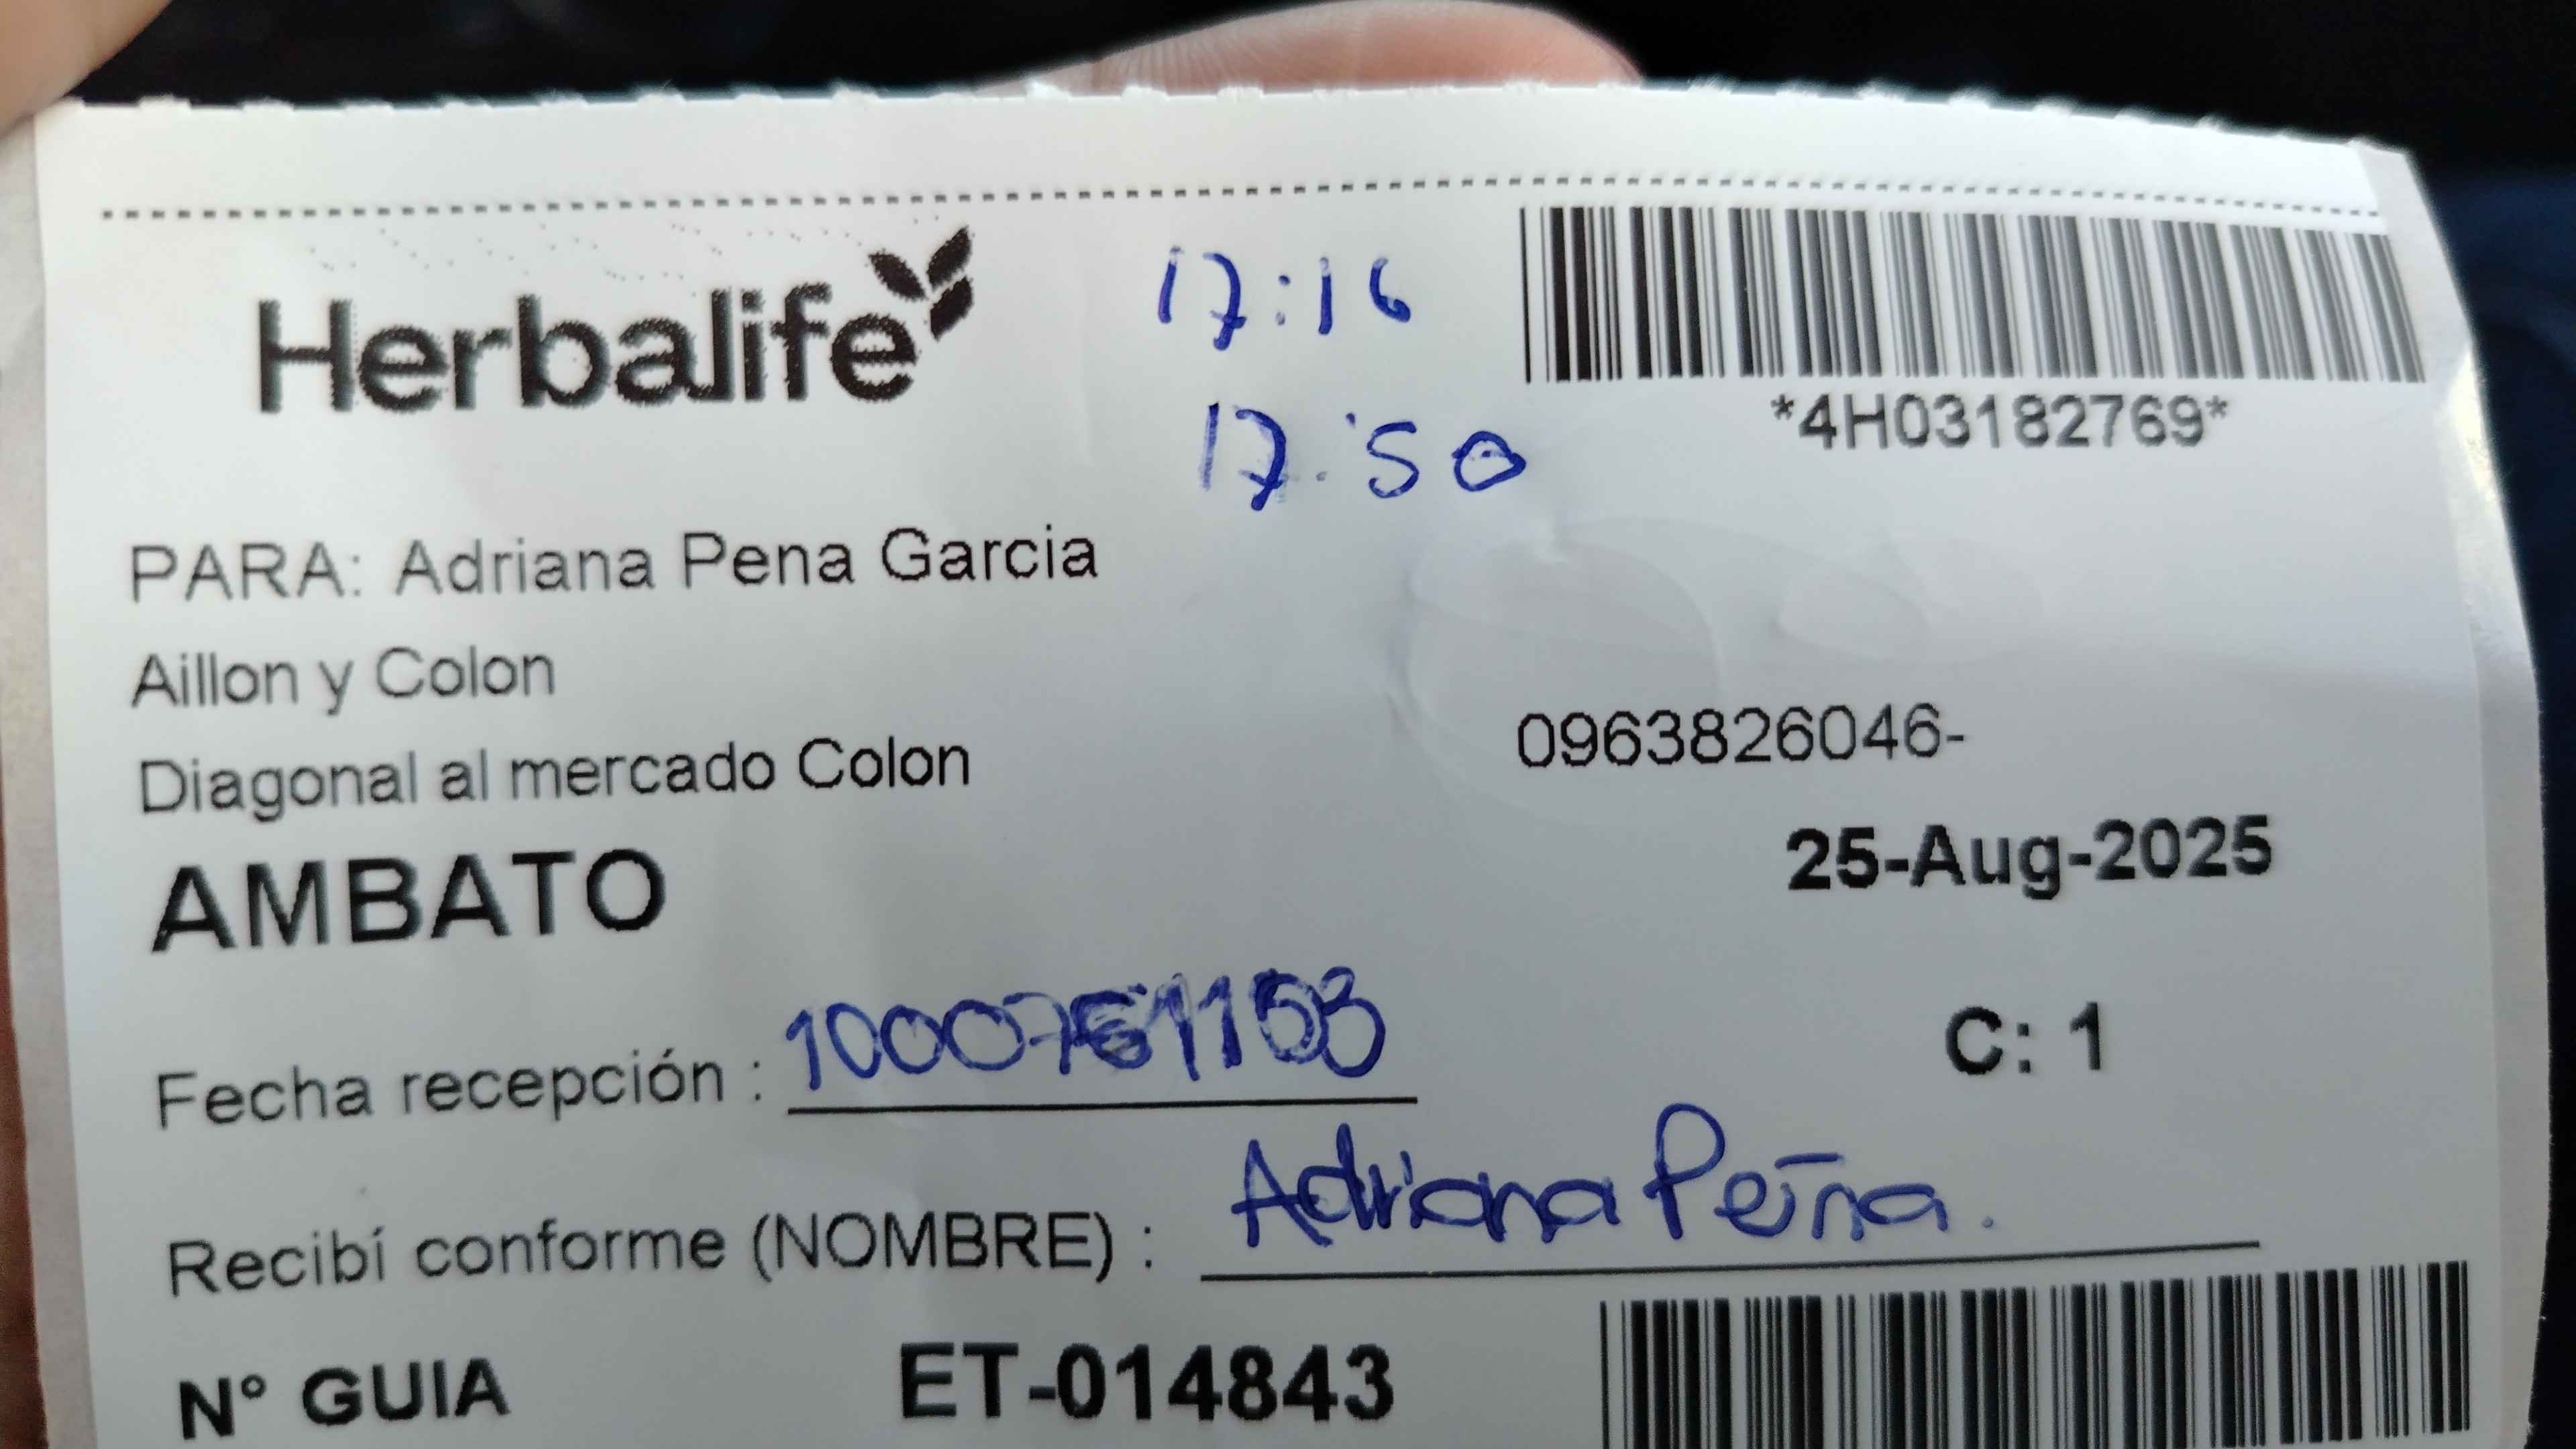 Herbalife
17:16
17:50
*4H03182769*
PARA: Adriana Pena Garcia
Aillon y Colon
Diagonal al mercado Colon
0963826046-
AMBATO
25-Aug-2025
C: 1
Fecha recepción :
Recibí conforme (NOMBRE) : Adriana Peña.
N° GUIA ET-014843